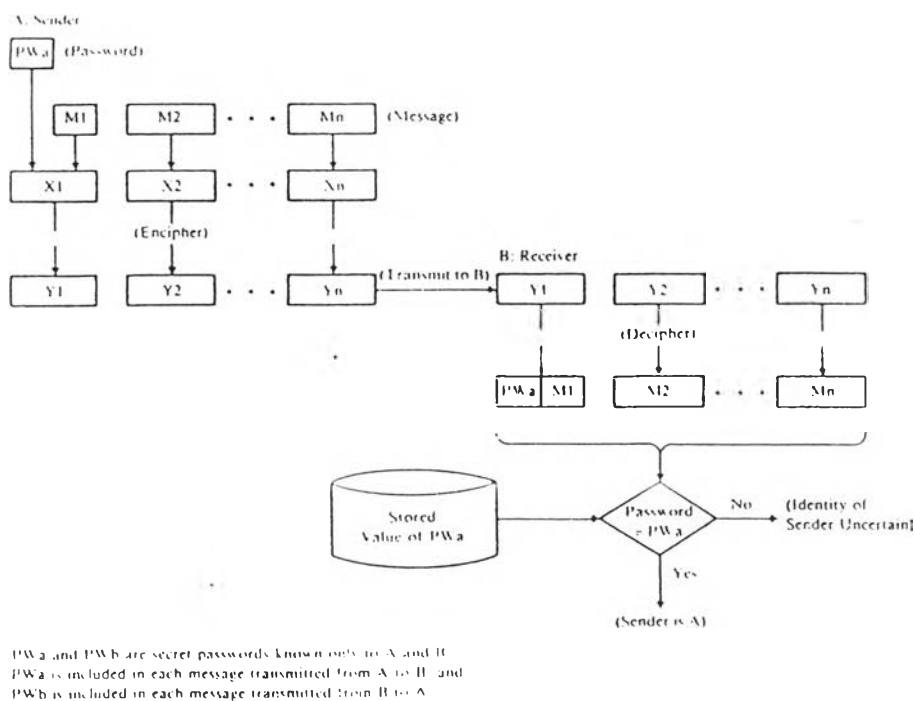 A: Sender
PWa (Password)
M1 M2 . . . Mn (Message)
X1 X2 . . . Xn
(Encipher)
Y1 Y2 . . . Yn (Transmit to B)
B: Receiver
Y1 Y2 . . . Yn
(Decipher)
PWa M1 M2 . . . Mn
Stored
Value of PWa
Password
= PWa
No
(Identity of
Sender Uncertain)
Yes
(Sender is A)
PWa and PWb are secret passwords known only to A and B.
PWa is included in each message transmitted from A to B, and
PWb is included in each message transmitted from B to A.